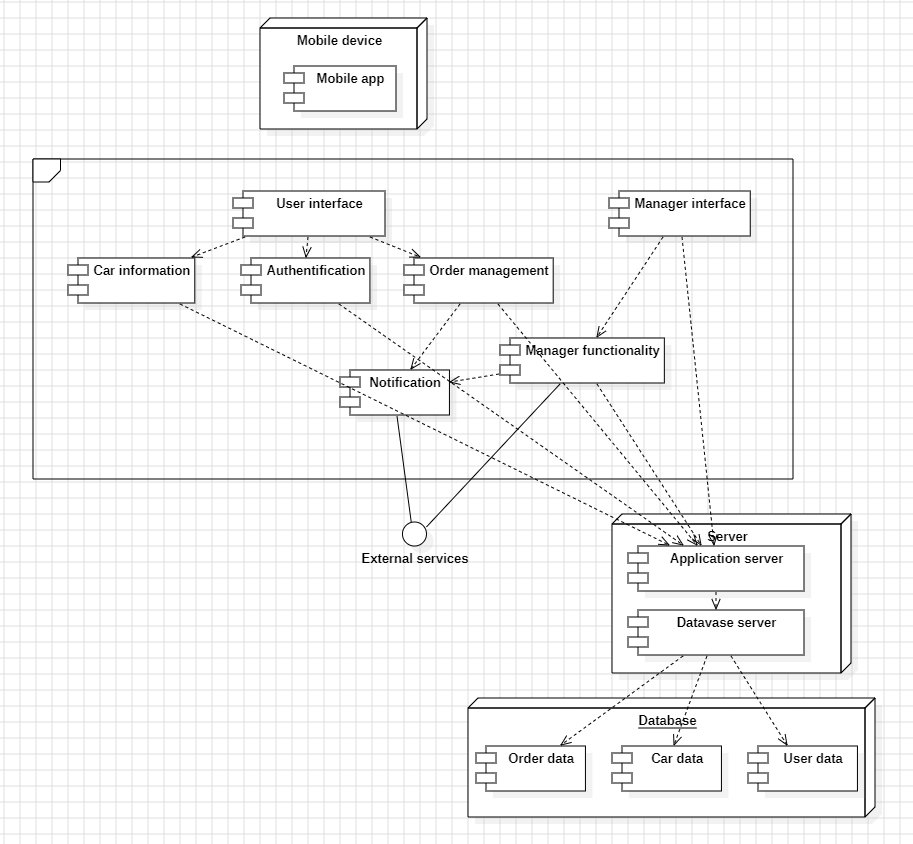 Mobile device
Mobile app
User interface
Manager interface
Car information
Authentification
Order management
Manager functionality
Notification
External services
Server
Application server
Datavase server
Database
Order data
Car data
User data